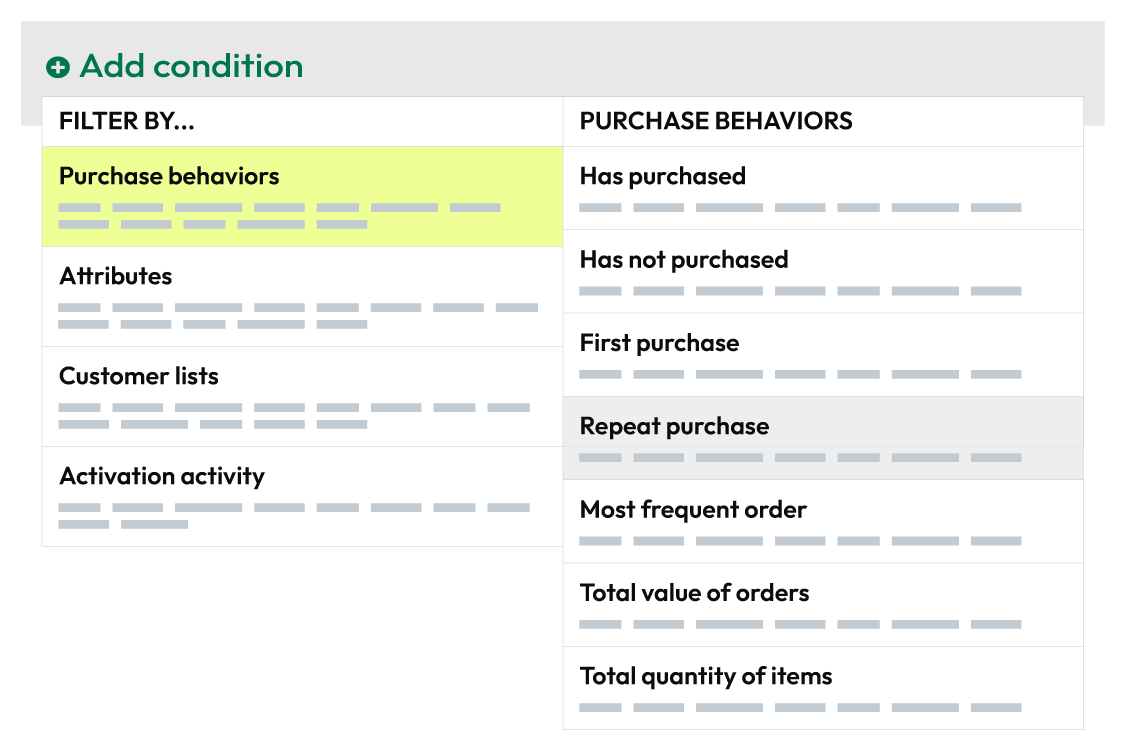 Add condition
FILTER BY...
Purchase behaviors
Attributes
Customer lists
Activation activity
PURCHASE BEHAVIORS
Has purchased
Has not purchased
First purchase
Repeat purchase
Most frequent order
Total value of orders
Total quantity of items